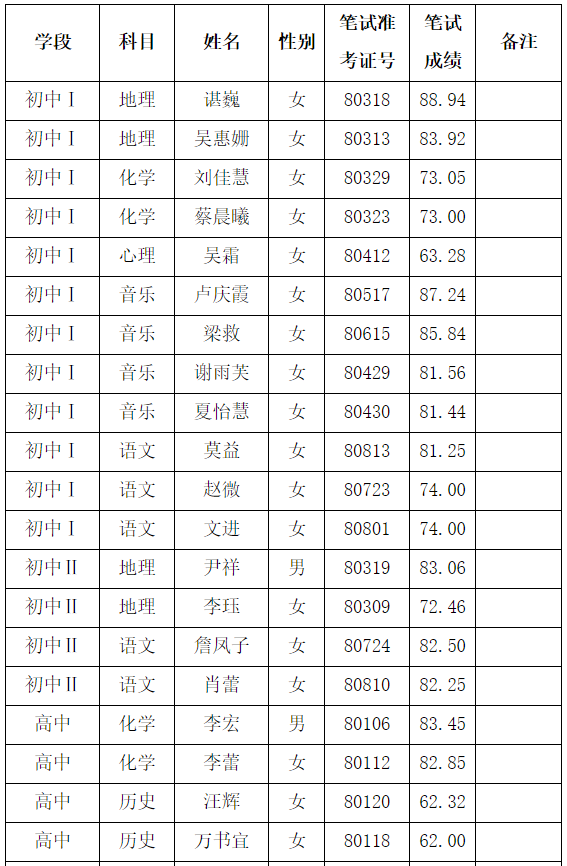 学段 科目 姓名 性别 笔试准考证号 笔试成绩 备注
初中Ⅰ 地理 谌巍 女 80318 88.94
初中Ⅰ 地理 吴惠姗 女 80313 83.92
初中Ⅰ 化学 刘佳慧 女 80329 73.05
初中Ⅰ 化学 蔡晨曦 女 80323 73.00
初中Ⅰ 心理 吴霜 女 80412 63.28
初中Ⅰ 音乐 卢庆霞 女 80517 87.24
初中Ⅰ 音乐 梁救 女 80615 85.84
初中Ⅰ 音乐 谢雨芙 女 80429 81.56
初中Ⅰ 音乐 夏怡慧 女 80430 81.44
初中Ⅰ 语文 莫益 女 80813 81.25
初中Ⅰ 语文 赵微 女 80723 74.00
初中Ⅰ 语文 文进 女 80801 74.00
初中Ⅱ 地理 尹祥 男 80319 83.06
初中Ⅱ 地理 李珏 女 80309 72.46
初中Ⅱ 语文 詹凤子 女 80724 82.50
初中Ⅱ 语文 肖蕾 女 80810 82.25
高中 化学 李宏 男 80106 83.45
高中 化学 李蕾 女 80112 82.85
高中 历史 汪辉 女 80120 62.32
高中 历史 万书宜 女 80118 62.00